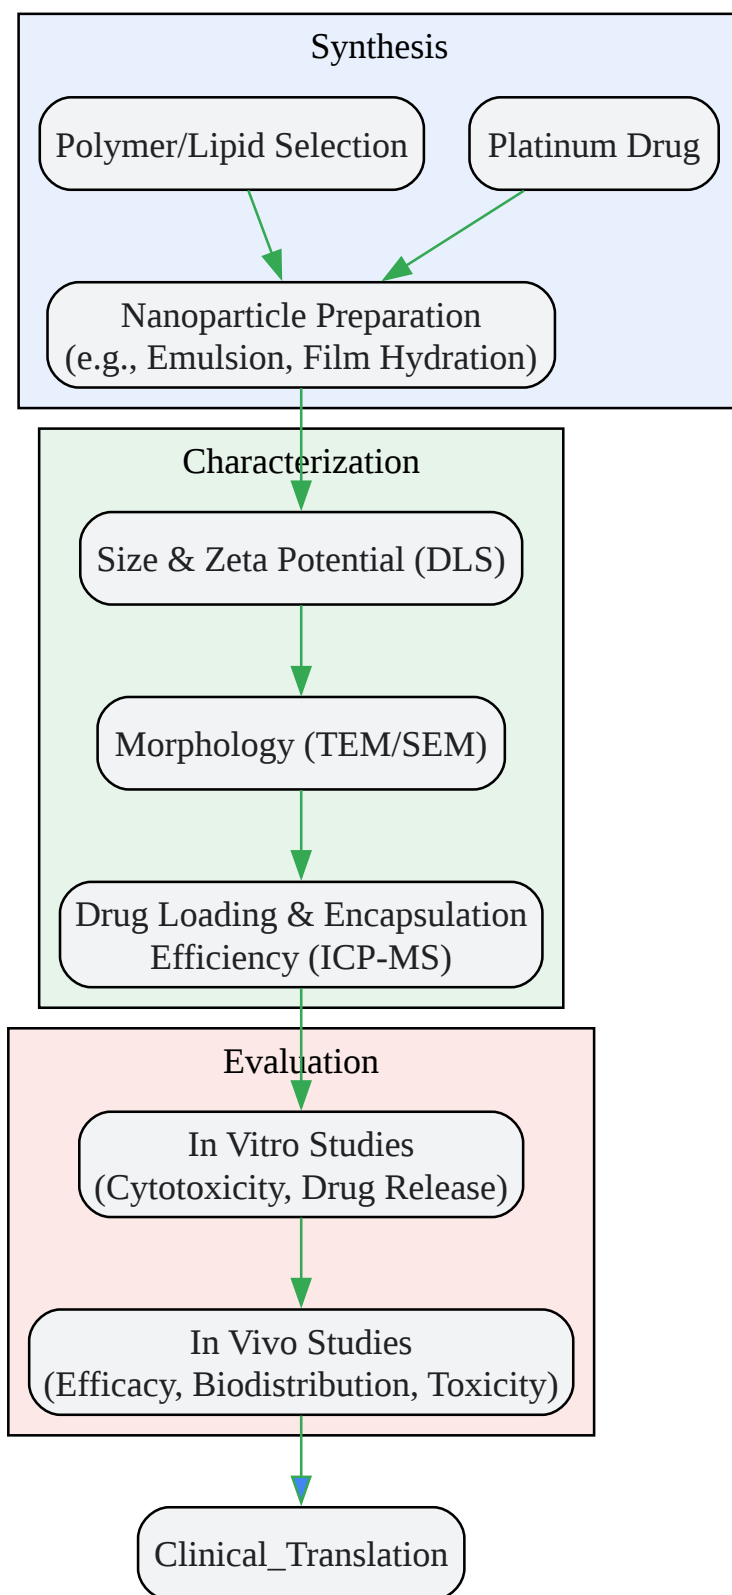 Synthesis
Polymer/Lipid Selection
Platinum Drug
Nanoparticle Preparation
(e.g., Emulsion, Film Hydration)
Characterization
Size & Zeta Potential (DLS)
Morphology (TEM/SEM)
Drug Loading & Encapsulation
Efficiency (ICP-MS)
Evaluation
In Vitro Studies
(Cytotoxicity, Drug Release)
In Vivo Studies
(Efficacy, Biodistribution, Toxicity)
Clinical_Translation